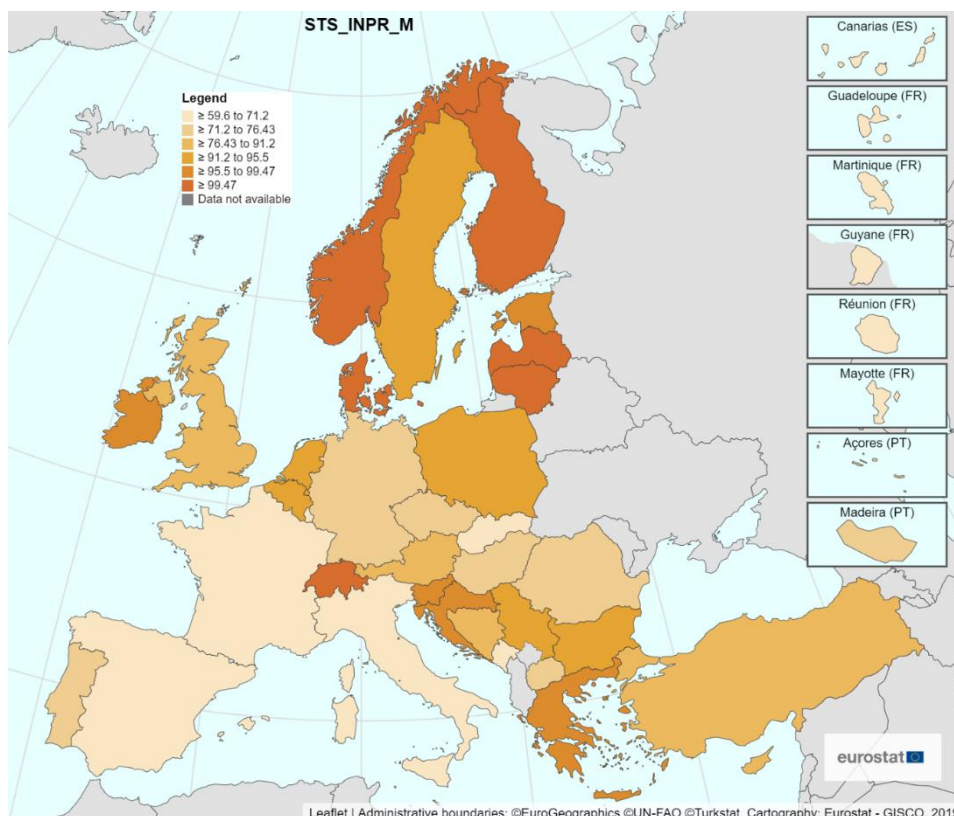 STS_INPR_M
Legend
≥ 59.6 to 71.2
≥ 71.2 to 76.43
≥ 76.43 to 91.2
≥ 91.2 to 95.5
≥ 95.5 to 99.47
≥ 99.47
Data not available
Canarias (ES)
Guadeloupe (FR)
Martinique (FR)
Guyane (FR)
Réunion (FR)
Mayotte (FR)
Açores (PT)
Madeira (PT)
eurostat
Leaflet | Administrative boundaries: ©EuroGeographics ©UN-FAO ©Turkstat, Cartography: Eurostat - GISCO, 2019